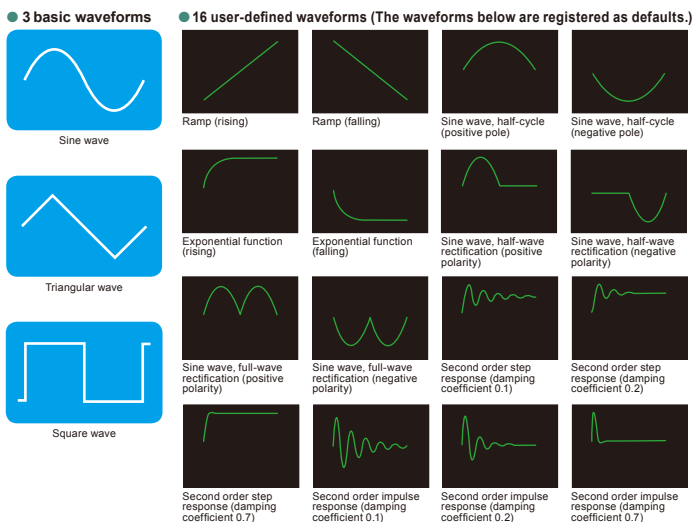 ● 3 basic waveforms
● 16 user-defined waveforms (The waveforms below are registered as defaults.)
Sine wave
Triangular wave
Square wave
Ramp (rising)
Ramp (falling)
Sine wave, half-cycle
(positive pole)
Sine wave, half-cycle
(negative pole)
Exponential function
(rising)
Exponential function
(falling)
Sine wave, half-wave
rectification (positive
polarity)
Sine wave, half-wave
rectification (negative
polarity)
Sine wave, full-wave
rectification (positive
polarity)
Sine wave, full-wave
rectification (negative
polarity)
Second order step
response (damping
coefficient 0.1)
Second order step
response (damping
coefficient 0.2)
Second order step
response (damping
coefficient 0.7)
Second order impulse
response (damping
coefficient 0.1)
Second order impulse
response (damping
coefficient 0.2)
Second order impulse
response (damping
coefficient 0.7)